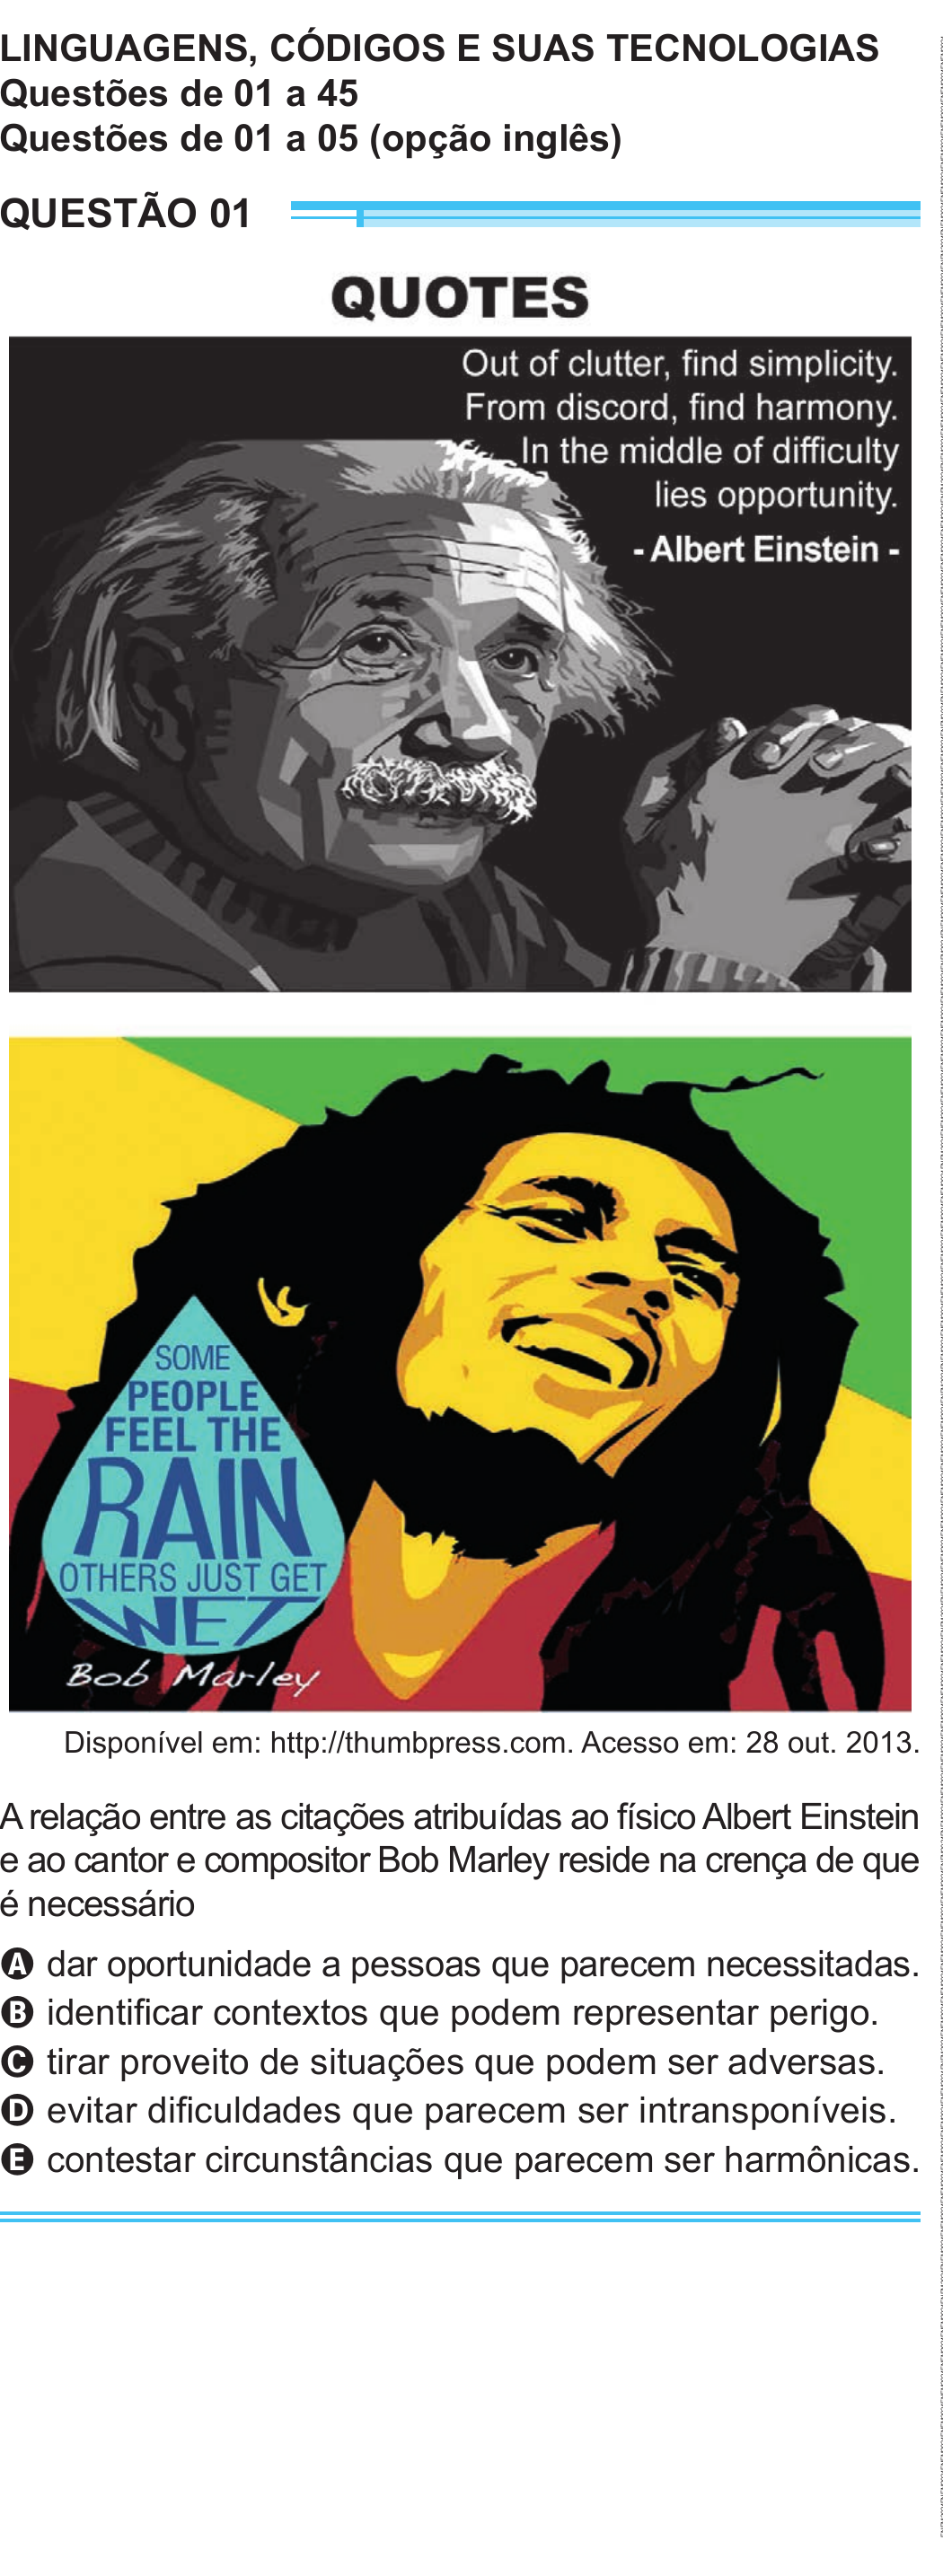 LINGUAGENS, CÓDIGOS E SUAS TECNOLOGIAS
Questões de 01 a 45
Questões de 01 a 05 (opção inglês)
QUESTÃO 01
QUOTES
Out of clutter, find simplicity.
From discord, find harmony.
In the middle of difficulty
lies opportunity.
- Albert Einstein -
SOME
PEOPLE
FEEL THE
RAIN
OTHERS JUST GET
WET
Bob Marley
Disponível em: http://thumbpress.com. Acesso em: 28 out. 2013.
A relação entre as citações atribuídas ao físico Albert Einstein
e ao cantor e compositor Bob Marley reside na crença de que
é necessário
A dar oportunidade a pessoas que parecem necessitadas.
B identificar contextos que podem representar perigo.
C tirar proveito de situações que podem ser adversas.
D evitar dificuldades que parecem ser intransponíveis.
E contestar circunstâncias que parecem ser harmônicas.